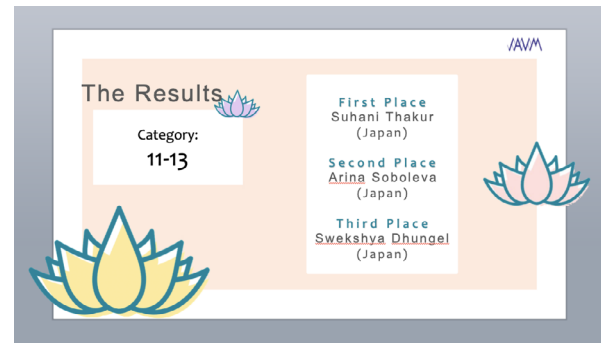 /AVM
The Results
Category:
11-13
First Place
Suhani Thakur
(Japan)
Second Place
Arina Soboleva
(Japan)
Third Place
Swekshya Dhungel
(Japan)